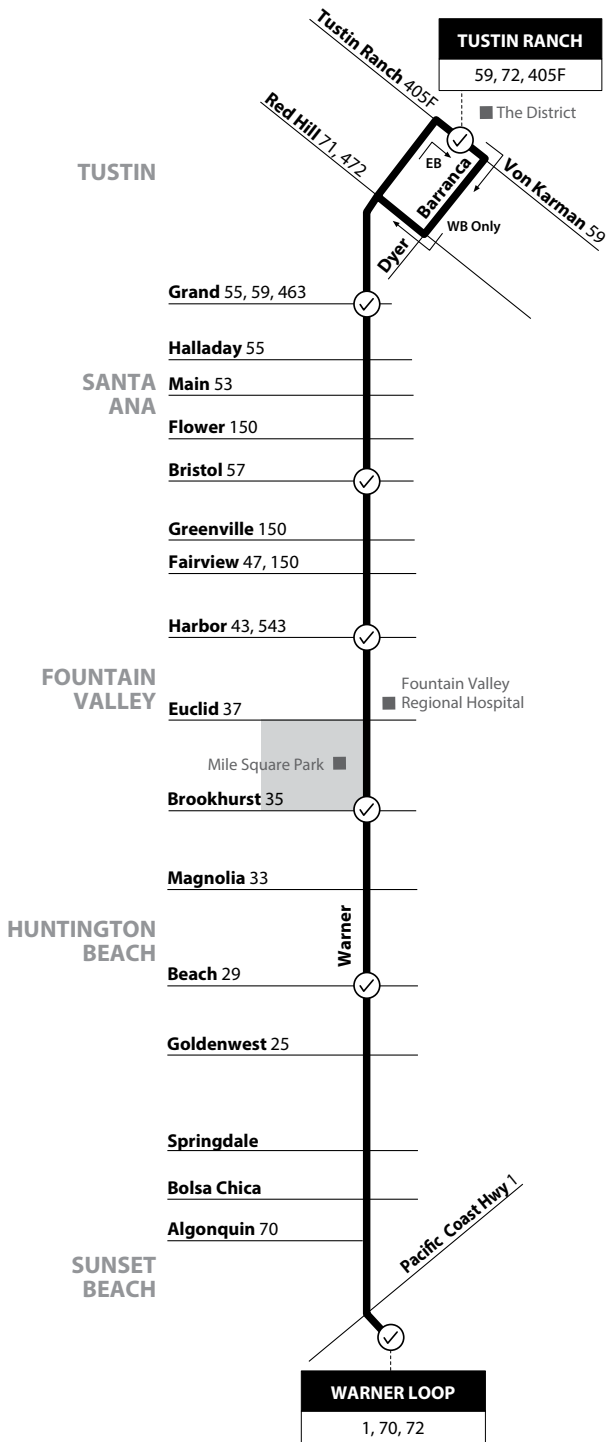 TUSTIN RANCH
59, 72, 405F
Tustin Ranch 405F
The District
Red Hill 71, 472
TUSTIN
EB
Barranca
Von Karman 59
WB Only
Dyer
Grand 55, 59, 463
Halladay 55
SANTA
ANA
Main 53
Flower 150
Bristol 57
Greenville 150
Fairview 47, 150
Harbor 43, 543
FOUNTAIN
VALLEY
Fountain Valley
Regional Hospital
Euclid 37
Mile Square Park
Brookhurst 35
Magnolia 33
Warner
HUNTINGTON
BEACH
Beach 29
Goldenwest 25
Springdale
Bolsa Chica
Algonquin 70
Pacific Coast Hwy 1
SUNSET
BEACH
WARNER LOOP
1, 70, 72